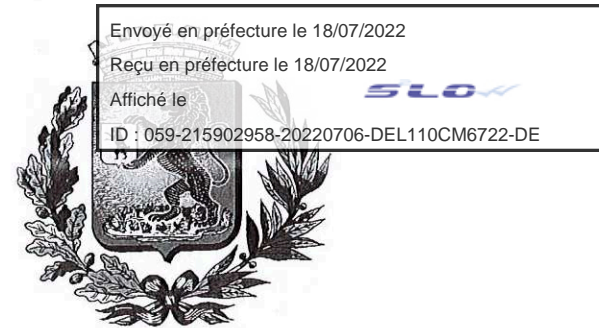 Envoyé en préfecture le 18/07/2022
Reçu en préfecture le 18/07/2022
Affiché le
SLOW
ID : 059-215902958-20220706-DEL110CM6722-DE